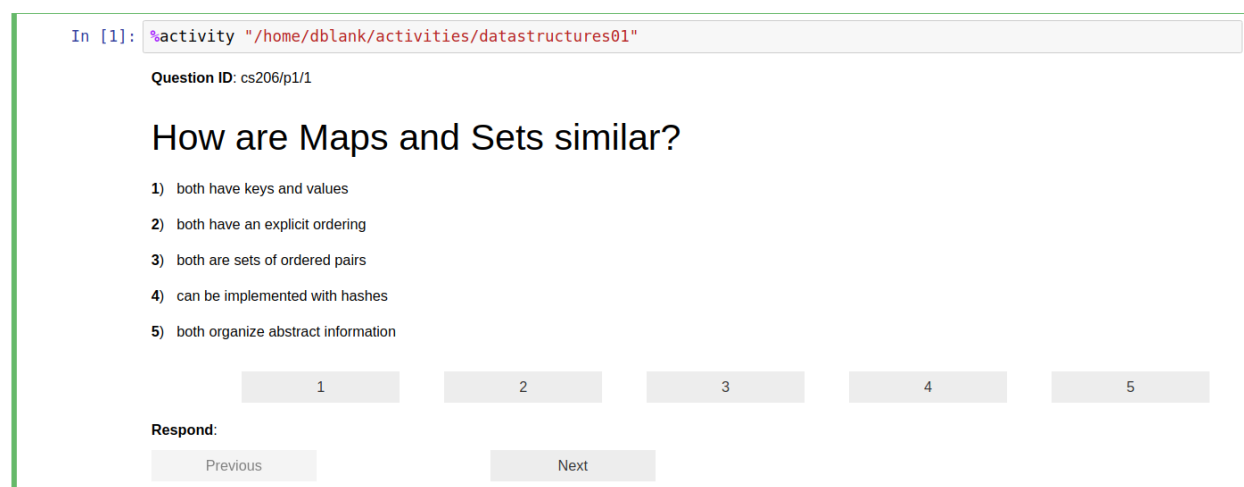 In [1]: %activity "/home/dblank/activities/datastructures01"
Question ID: cs206/p1/1
How are Maps and Sets similar?
1) both have keys and values
2) both have an explicit ordering
3) both are sets of ordered pairs
4) can be implemented with hashes
5) both organize abstract information
1 2 3 4 5
Respond:
Previous Next